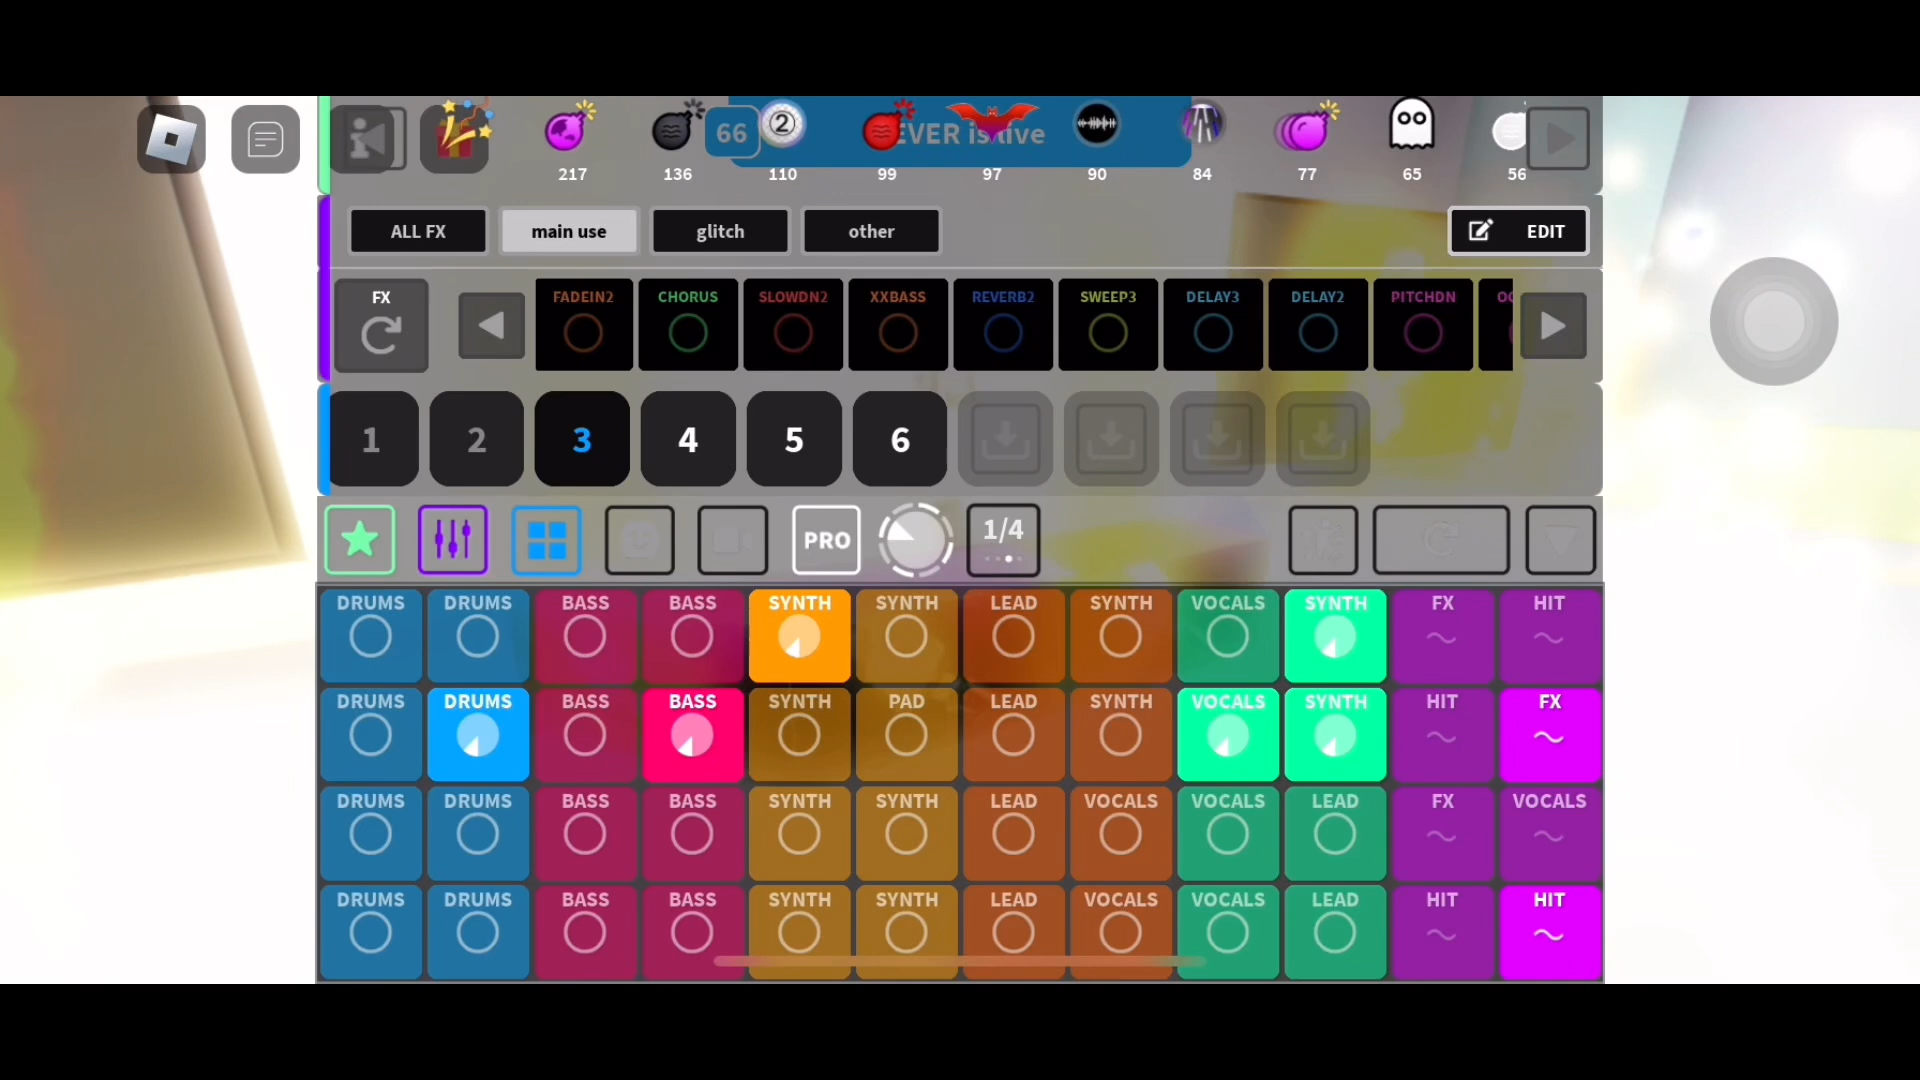 66
2
EVER is live
217 136 110 99 97 90 84 77 65 56
ALL FX main use glitch other EDIT
FX FADEIN2 CHORUS SLOWDN2 XXBASS REVERB2 SWEEP3 DELAY3 DELAY2 PITCHDN
1 2 3 4 5 6
PRO 1/4
DRUMS DRUMS BASS BASS SYNTH SYNTH LEAD SYNTH VOCALS SYNTH FX HIT
DRUMS DRUMS BASS BASS SYNTH PAD LEAD SYNTH VOCALS SYNTH HIT FX
DRUMS DRUMS BASS BASS SYNTH SYNTH LEAD VOCALS VOCALS LEAD FX VOCALS
DRUMS DRUMS BASS BASS SYNTH SYNTH LEAD VOCALS VOCALS LEAD HIT HIT